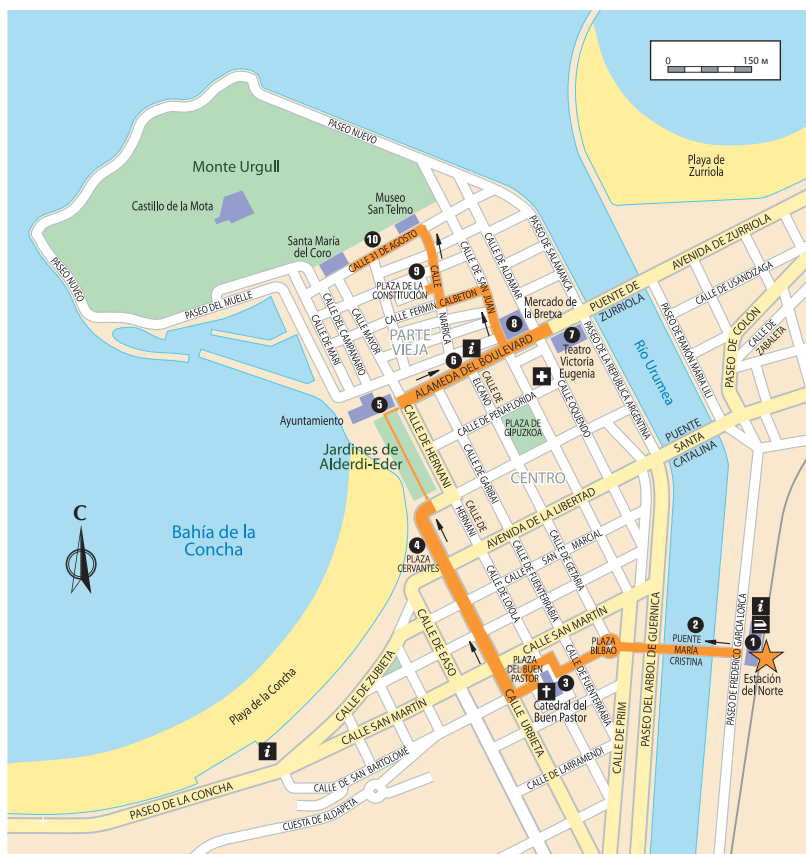 0 150 м
PASEO NUEVO
Monte Urgull
Playa de
Zurriola
Castillo de la Mota
Museo
San Telmo
Santa María
del Coro
10
CALLE 31 DE AGOSTO
PASEO DE SALAMANCA
AVENIDA DE ZURRIOLA
PASEO NUVEO
9
PLAZA DE LA
CONSTITUCIÓN
CALLE
NARRICA
CALLE DE SAN JUAN
CALLE DE ALDAMAR
CALLE DE USANDIZAGA
PASEO DEL MUELLE
CALLE FERMIN CALBETON
Mercado de
la Bretxa
PUENTE DE
ZURRIOLA
PASEO DE COLÓN
CALLE DE
ZABALETA
CALLE DE MARI
CALLE DEL CAMPANARIO
CALLE MAYOR
PARTE
VIEJA
8
7
Teatro
Victoria
Eugenia
6
i
ALAMEDA DEL BOULEVARD
Río Urumea
PASEO DE LA REPUBLICA ARGENTINA
PASEO DE RAMÓN MARIA LILI
5
Ayuntamiento
CALLE DE
ELCANO
CALLE DE PEÑAFLORIDA
CALLE OQUENDO
PLAZA DE
GIPUZKOA
Jardines de
Alderdi-Eder
CALLE DE HERNANI
CALLE DE GARIBAI
CENTRO
PUENTE
SANTA
CATALINA
С
Bahía de la
Concha
4
PLAZA
CERVANTES
CALLE DE
HERNANI
AVENIDA DE LA LIBERTAD
CALLE SAN MARCIAL
CALLE DE GETARIA
CALLE DE FUENTERRABIA
CALLE DE LOIOLA
CALLE DE EASO
CALLE SAN MARTÍN
PLAZA
BILBAO
2
PUENTE
MARÍA
CRISTINA
1
i
Estación
del Norte
PASEO DE FREDERICO GARCIA LORCA
PASEO DEL ARBOL DE GUERNICA
PLAZA
DEL BUEN
PASTOR
3
Catedral del
Buen Pastor
CALLE DE FUENTERRABIA
CALLE DE ZUBIETA
Playa de la Concha
CALLE SAN MARTÍN
CALLE URBIETA
CALLE DE PRIM
i
CALLE DE SAN BARTOLOMÉ
CALLE DE LARRAMENDI
PASEO DE LA CONCHA
CUESTA DE ALDAPETA